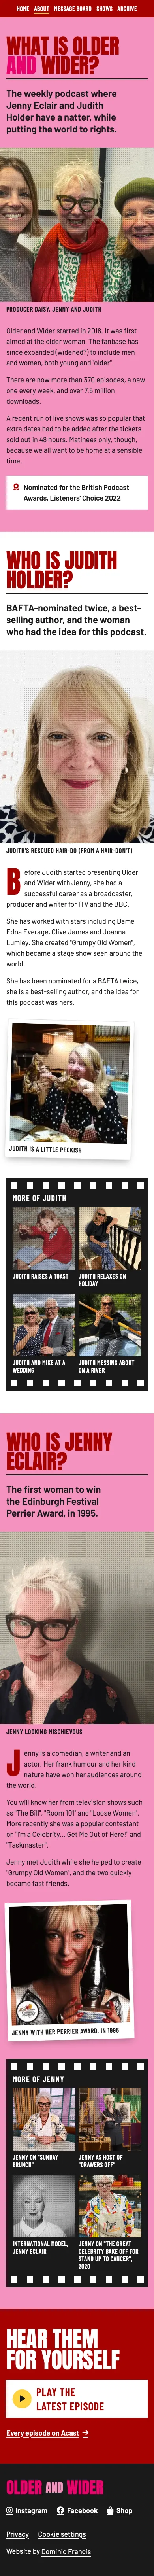 HOME ABOUT MESSAGE BOARD SHOWS ARCHIVE
WHAT IS OLDER
AND WIDER?
The weekly podcast where
Jenny Eclair and Judith
Holder have a natter, while
putting the world to rights.
PRODUCER DAISY, JENNY AND JUDITH
Older and Wider started in 2018. It was first
aimed at the older woman. The fanbase has
since expanded (widened?) to include men
and women, both young and "older".
There are now more than 370 episodes, a new
one every week, and over 7.5 million
downloads.
A recent run of live shows was so popular that
extra dates had to be added after the tickets
sold out in 48 hours. Matinees only, though,
because we all want to be home at a sensible
time.
Nominated for the British Podcast
Awards, Listeners' Choice 2022
WHO IS JUDITH
HOLDER?
BAFTA-nominated twice, a best-
selling author, and the woman
who had the idea for this podcast.
JUDITH'S RESCUED HAIR-DO (FROM A HAIR-DON'T)
Before Judith started presenting Older
and Wider with Jenny, she had a
successful career as a broadcaster,
producer and writer for ITV and the BBC.
She has worked with stars including Dame
Edna Everage, Clive James and Joanna
Lumley. She created "Grumpy Old Women",
which became a stage show seen around the
world.
She has been nominated for a BAFTA twice,
she is a best-selling author, and the idea for
this podcast was hers.
JUDITH IS A LITTLE PECKISH
MORE OF JUDITH
JUDITH RAISES A TOAST
JUDITH RELAXES ON
HOLIDAY
JUDITH AND MIKE AT A
WEDDING
JUDITH MESSING ABOUT
ON A RIVER
WHO IS JENNY
ECLAIR?
The first woman to win
the Edinburgh Festival
Perrier Award, in 1995.
JENNY LOOKING MISCHIEVOUS
Jenny is a comedian, a writer and an
actor. Her frank humour and her kind
nature have won her audiences around
the world.
You will know her from television shows such
as "The Bill", "Room 101" and "Loose Women".
More recently she was a popular contestant
on "I'm a Celebrity... Get Me Out of Here!" and
"Taskmaster".
Jenny met Judith while she helped to create
"Grumpy Old Women", and the two quickly
became fast friends.
JENNY WITH HER PERRIER AWARD, IN 1995
MORE OF JENNY
JENNY ON "SUNDAY
BRUNCH"
JENNY AS HOST OF
"DRAWERS OFF"
INTERNATIONAL MODEL,
JENNY ECLAIR
JENNY ON "THE GREAT
CELEBRITY BAKE OFF FOR
STAND UP TO CANCER",
2020
HEAR THEM
FOR YOURSELF
PLAY THE
LATEST EPISODE
Every episode on Acast
OLDER AND WIDER
Instagram Facebook Shop
Privacy Cookie settings
Website by Dominic Francis